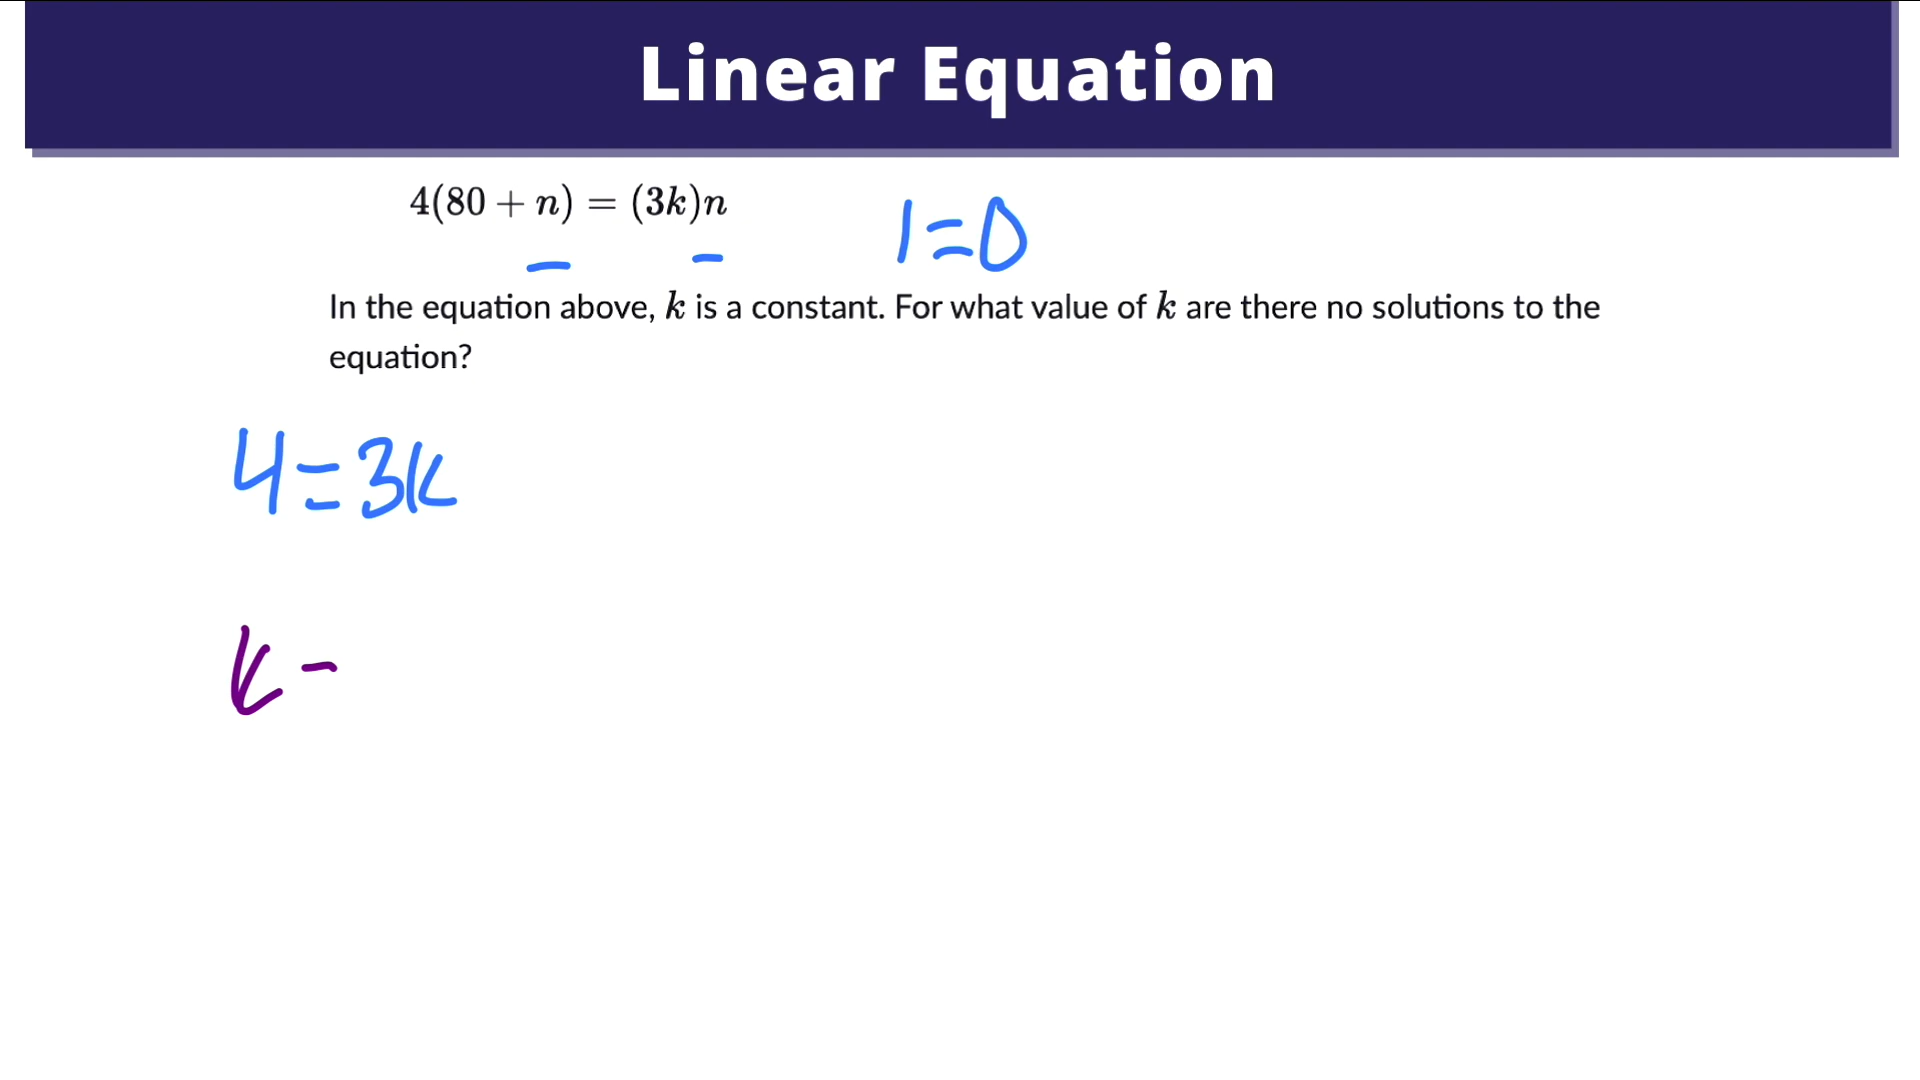 Linear Equation
4(80 + n) = (3k)n
1=0
In the equation above, k is a constant. For what value of k are there no solutions to the
equation?
4=3k
k -